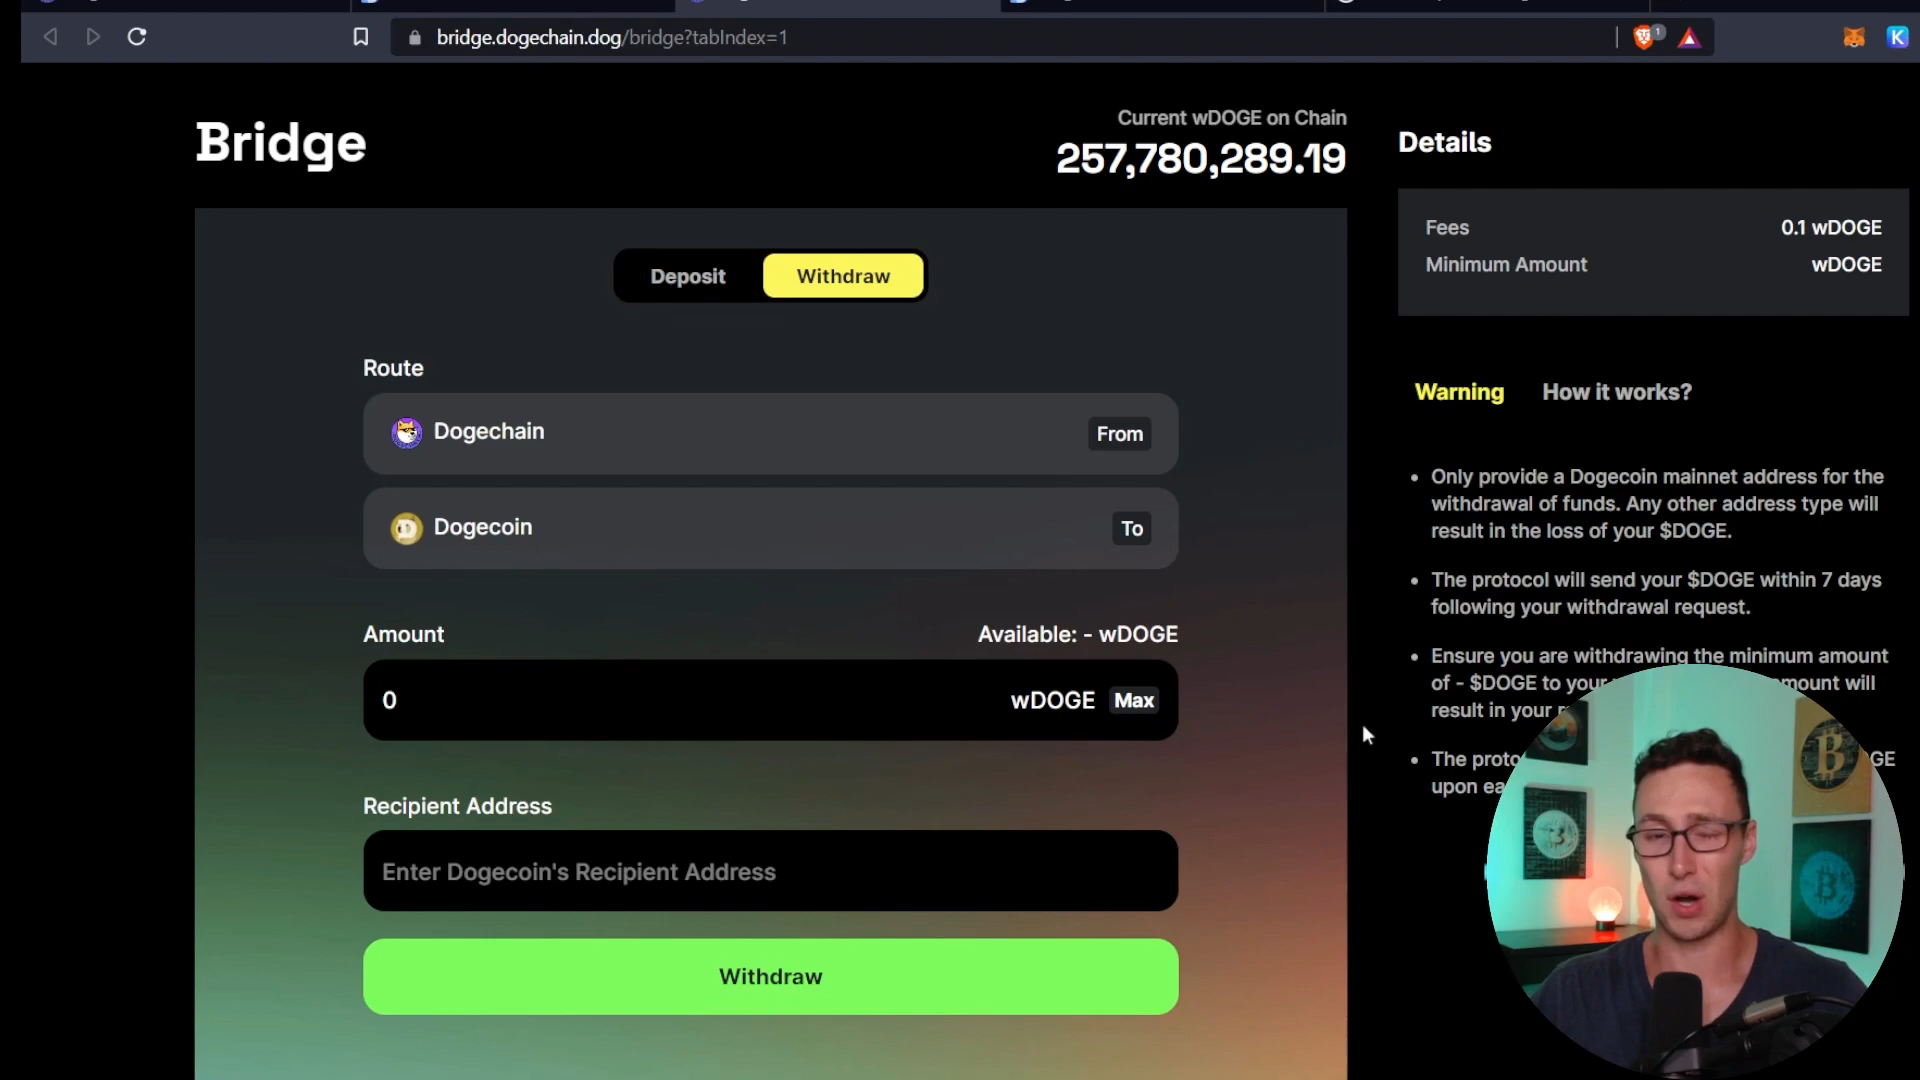 bridge.dogechain.dog/bridge?tabIndex=1
1
K
Bridge
Current wDOGE on Chain
257,780,289.19
Deposit
Withdraw
Route
Dogechain
From
Dogecoin
To
Amount
Available: - wDOGE
0
wDOGE
Max
Recipient Address
Enter Dogecoin's Recipient Address
Withdraw
Details
Fees
0.1 wDOGE
Minimum Amount
wDOGE
Warning
How it works?
• Only provide a Dogecoin mainnet address for the
withdrawal of funds. Any other address type will
result in the loss of your $DOGE.
• The protocol will send your $DOGE within 7 days
following your withdrawal request.
• Ensure you are withdrawing the minimum amount
of - $DOGE to your will
result in your
• The
upon